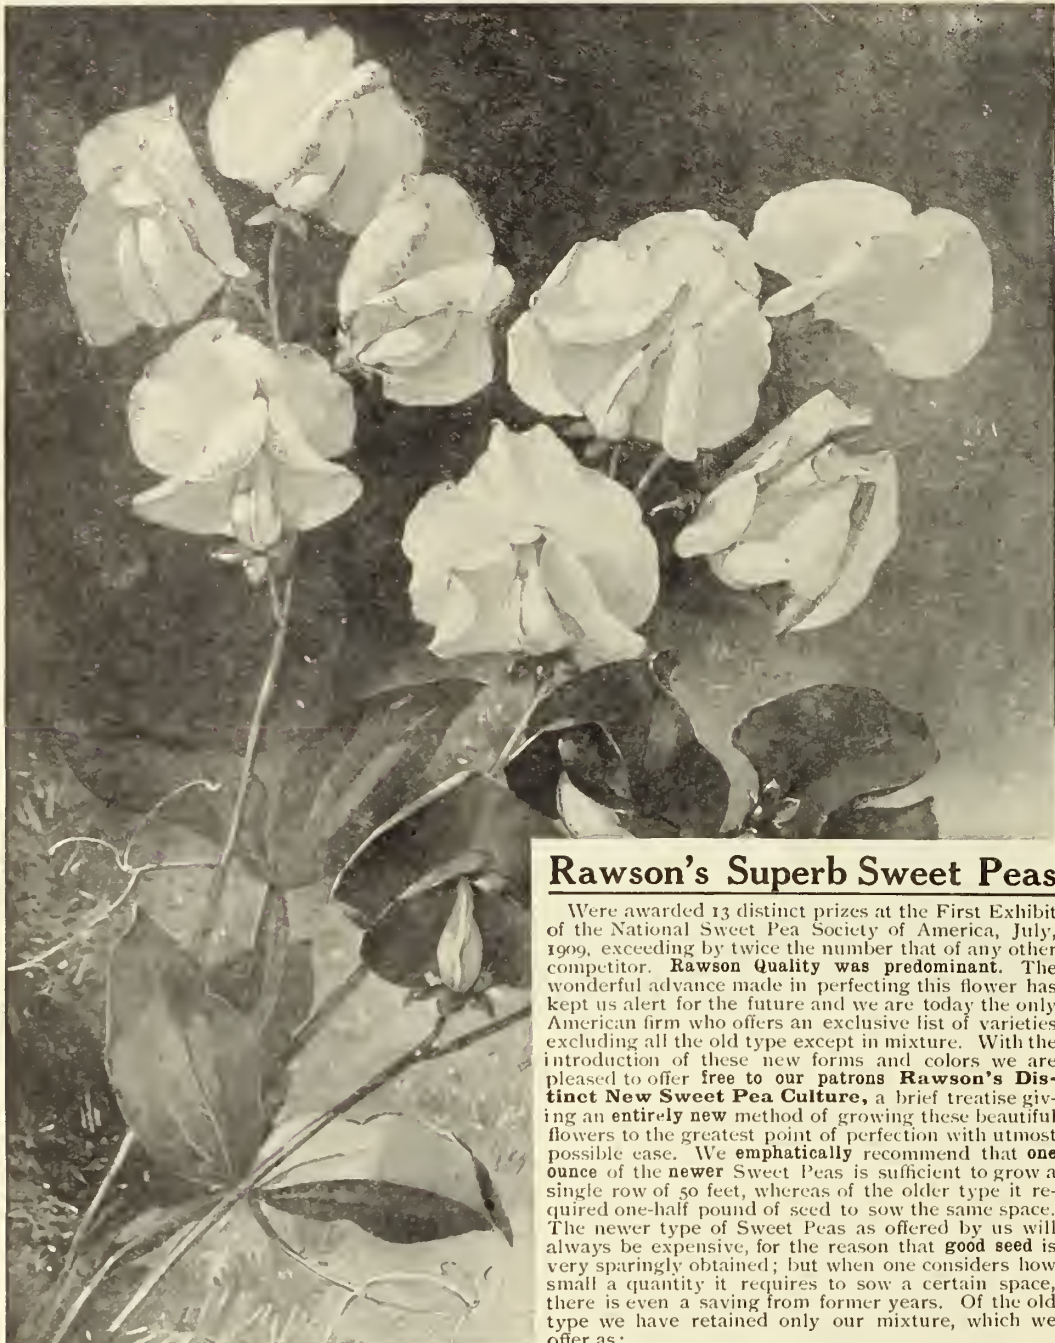 Rawson's Superb Sweet Peas
Were awarded 13 distinct prizes at the First Exhibit
of the National Sweet Pea Society of America, July,
1909, exceeding by twice the number that of any other
competitor. Rawson Quality was predominant. The
wonderful advance made in perfecting this flower has
kept us alert for the future and we are today the only
American firm who offers an exclusive list of varieties
excluding all the old type except in mixture. With the
introduction of these new forms and colors we are
pleased to offer free to our patrons Rawson's Dis-
tinct New Sweet Pea Culture, a brief treatise giv-
ing an entirely new method of growing these beautiful
flowers to the greatest point of perfection with utmost
possible ease. We emphatically recommend that one
ounce of the newer Sweet Peas is sufficient to grow a
single row of 50 feet, whereas of the older type it re-
quired one-half pound of seed to sow the same space.
The newer type of Sweet Peas as offered by us will
always be expensive, for the reason that good seed is
very sparingly obtained; but when one considers how
small a quantity it requires to sow a certain space,
there is even a saving from former years. Of the old
type we have retained only our mixture, which we
offer as: